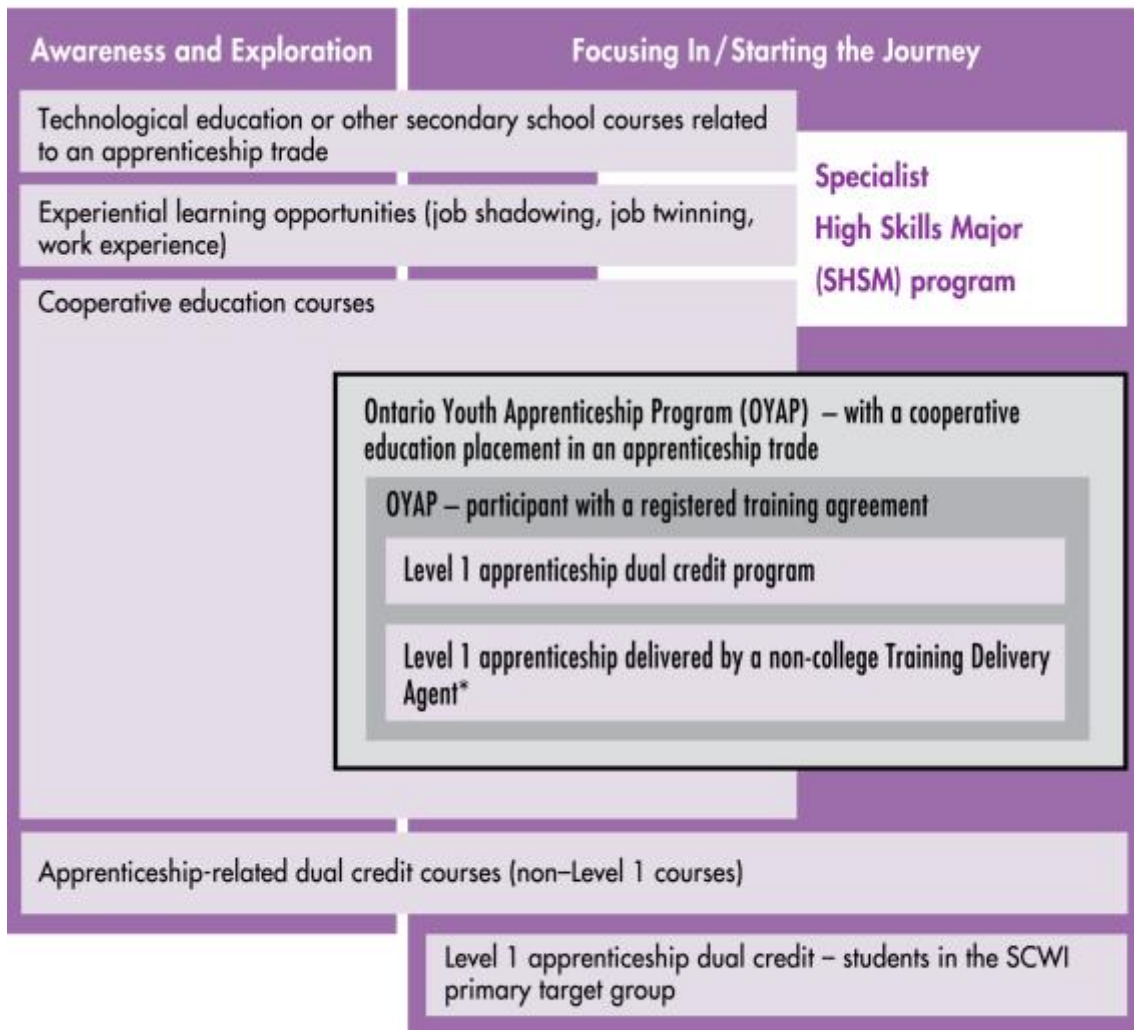 Awareness and Exploration
Focusing In/Starting the Journey
Technological education or other secondary school courses related
to an apprenticeship trade
Specialist
High Skills Major
(SHSM) program
Experiential learning opportunities (job shadowing, job twinning,
work experience)
Cooperative education courses
Ontario Youth Apprenticeship Program (OYAP) – with a cooperative
education placement in an apprenticeship trade
OYAP – participant with a registered training agreement
Level 1 apprenticeship dual credit program
Level 1 apprenticeship delivered by a non-college Training Delivery
Agent*
Apprenticeship-related dual credit courses (non–Level 1 courses)
Level 1 apprenticeship dual credit – students in the SCWI
primary target group